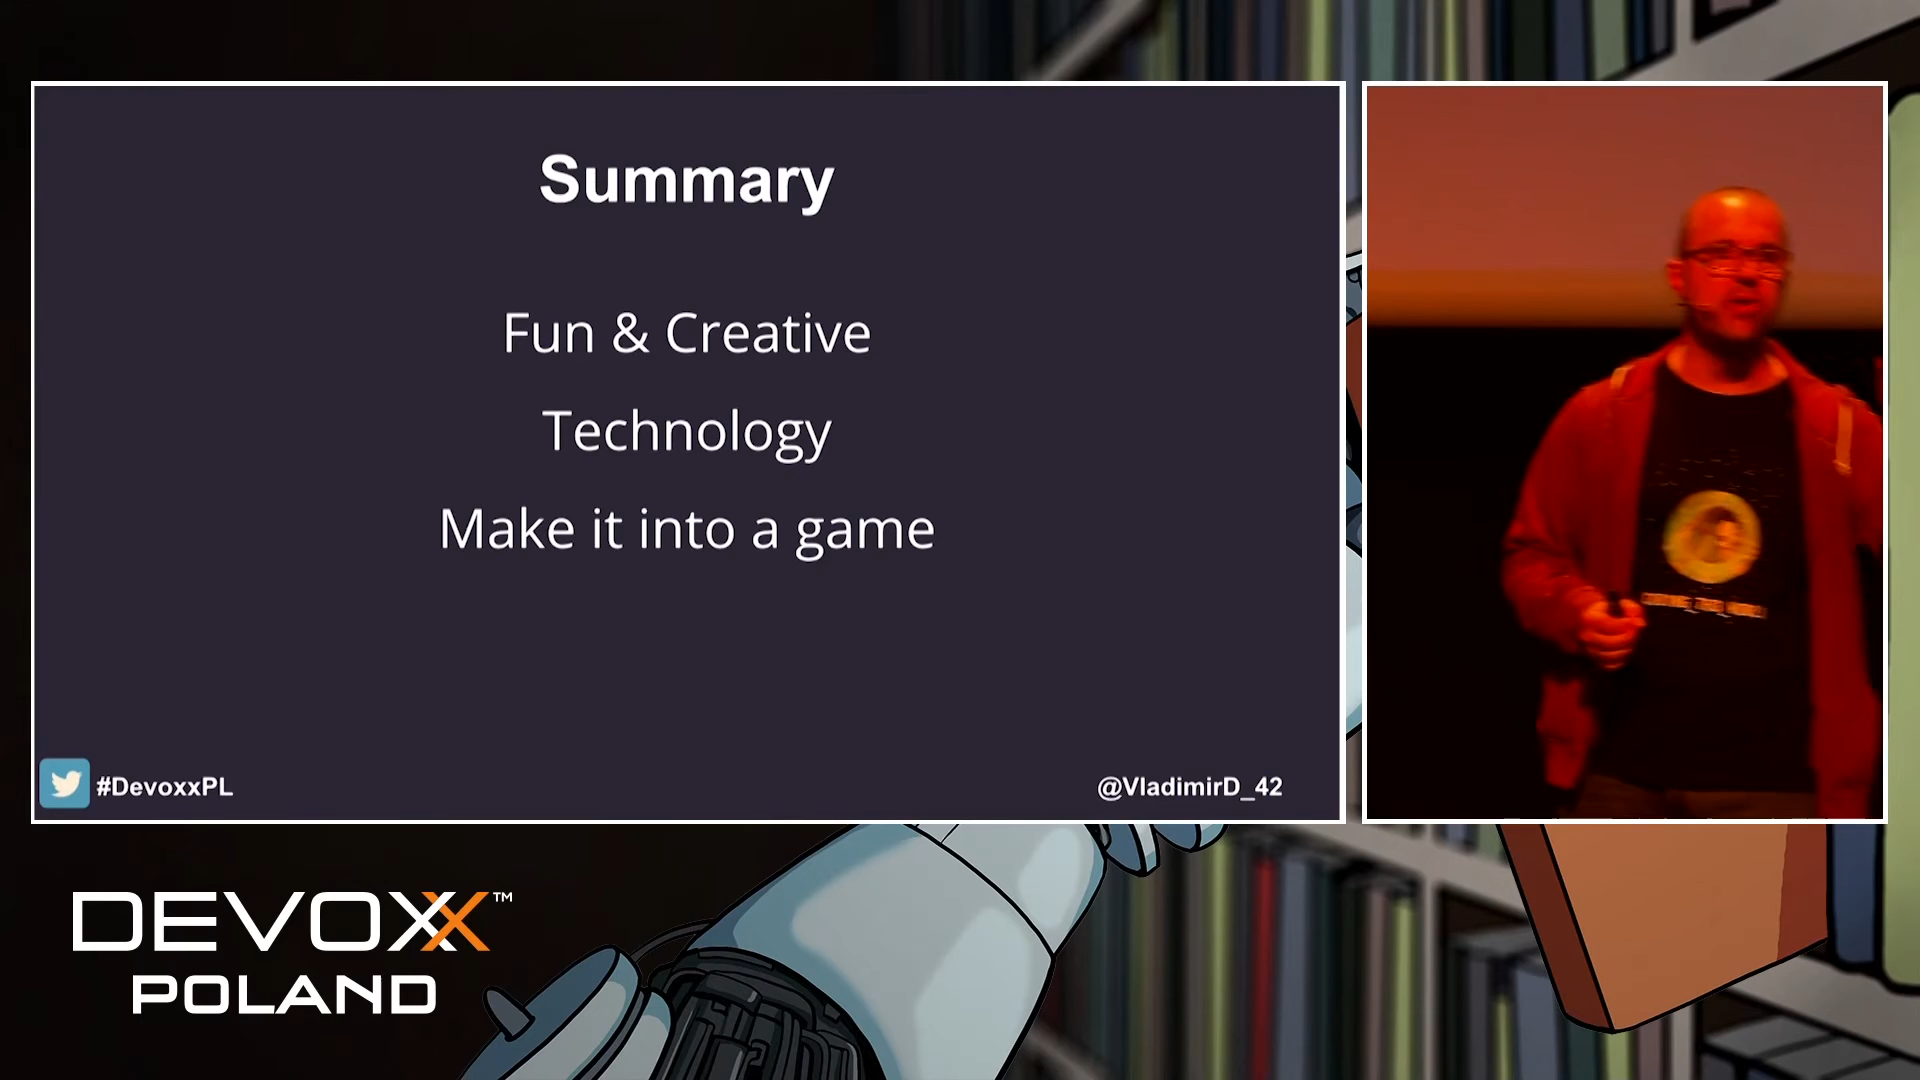 Summary
Fun & Creative
Technology
Make it into a game
#DevoxxPL
@VladimirD_42
DEVOXX™
POLAND